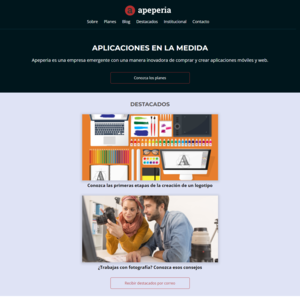 apeperia
Sobre Planes Blog Destacados Institucional Contacto
APLICACIONES EN LA MEDIDA
Apeperia es una empresa emergente con una manera inovadora de comprar y crear aplicaciones móviles y web.
Conozca los planes
DESTACADOS
A
Conozca las primeras etapas de la creación de un logotipo
¿Trabajas con fotografía? Conozca esos consejos
Recibir destacados por correo